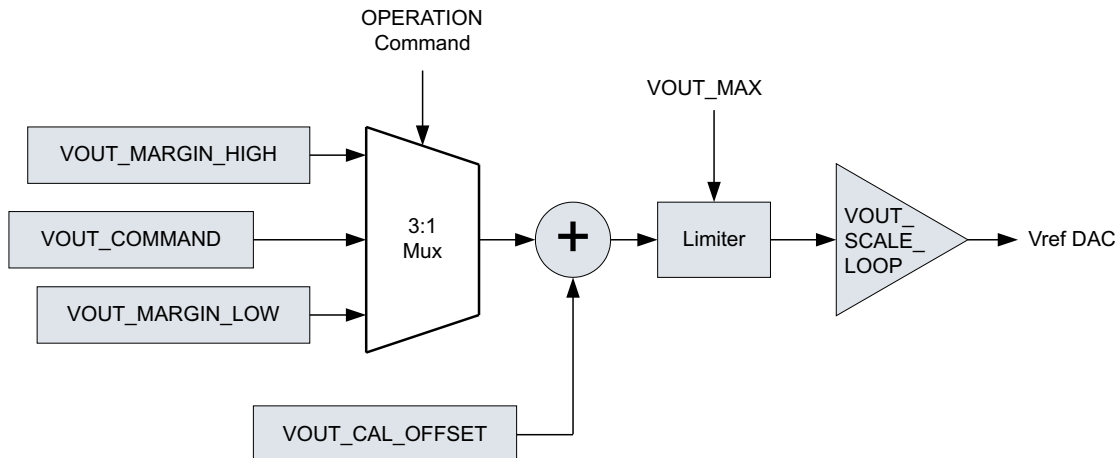 OPERATION
Command
VOUT_MAX
VOUT_MARGIN_HIGH
VOUT_COMMAND
VOUT_MARGIN_LOW
3:1
Mux
+
Limiter
VOUT_
SCALE_
LOOP
Vref DAC
VOUT_CAL_OFFSET